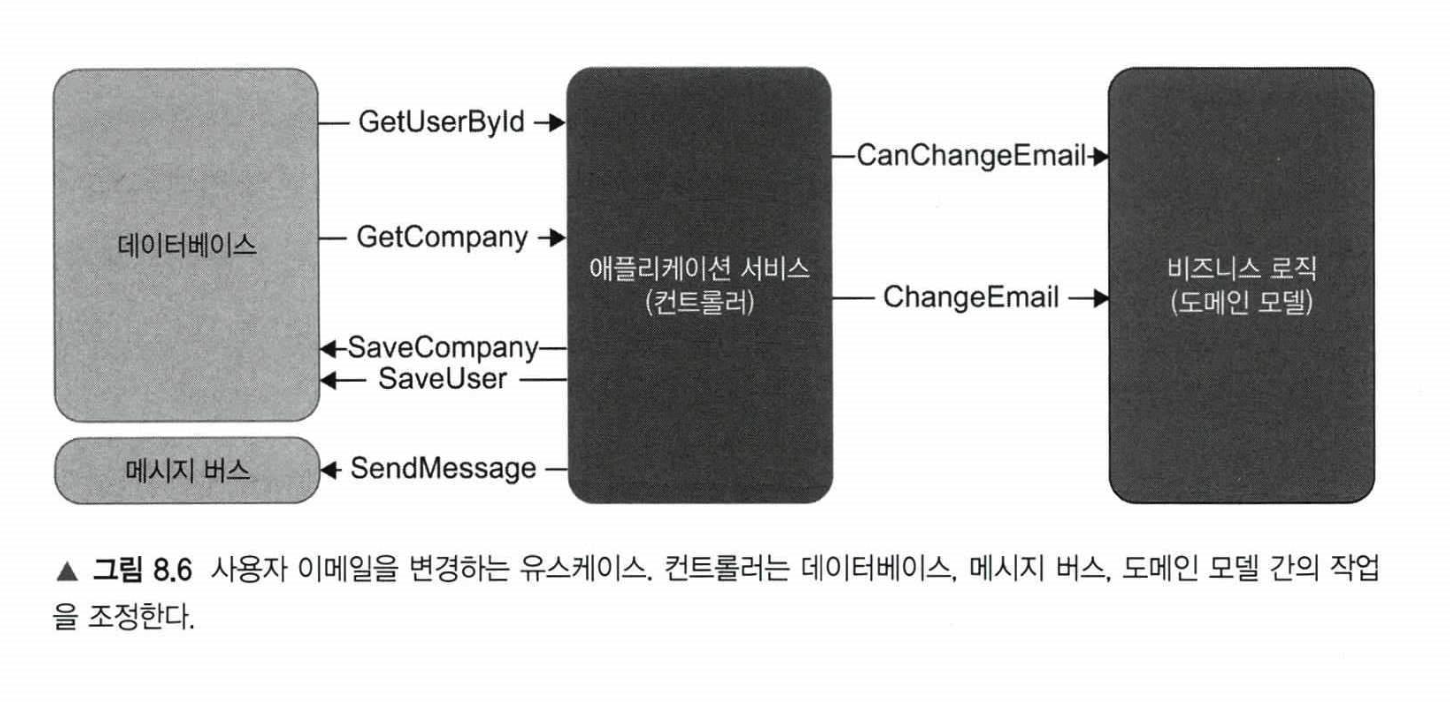 데이터베이스
GetUserById
GetCompany
SaveCompany
SaveUser
메시지 버스
SendMessage
애플리케이션 서비스
(컨트롤러)
CanChangeEmail
ChangeEmail
비즈니스 로직
(도메인 모델)
▲ 그림 8.6 사용자 이메일을 변경하는 유스케이스. 컨트롤러는 데이터베이스, 메시지 버스, 도메인 모델 간의 작업
을 조정한다.